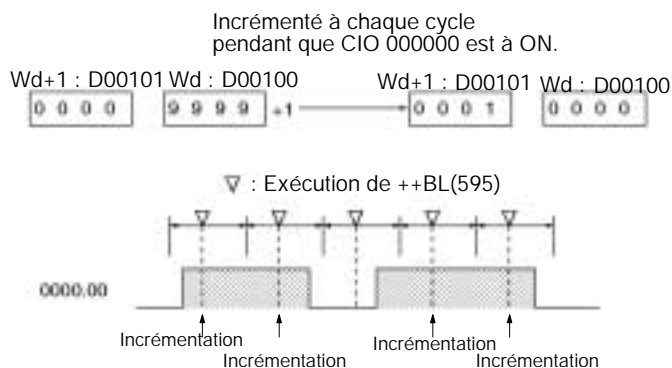 Incrémenté à chaque cycle
pendant que CIO 000000 est à ON.
Wd+1 : D00101 Wd : D00100 Wd+1 : D00101 Wd : D00100
0 0 0 0 9 9 9 9 +1 0 0 0 1 0 0 0 0
: Exécution de ++BL(595)
0000.00
Incrémentation Incrémentation Incrémentation Incrémentation